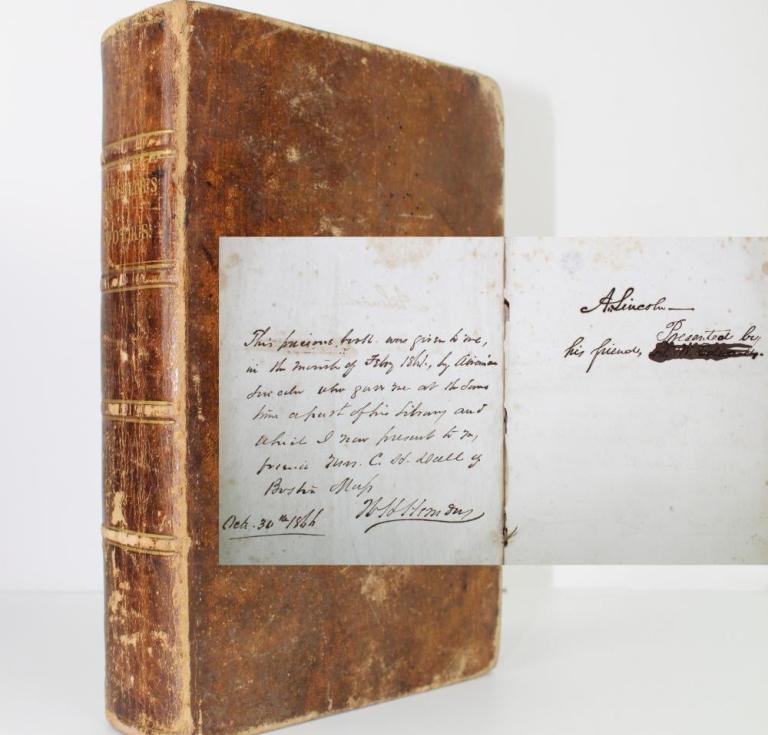 This precious book was given to me,
in the month of Feby 1861, by Abraham
Lincoln who gave me at the same
time a part of his library and
which I now present to my
friend Mrs. C. H. Dall of
Boston Mass
Oct. 30th 1866 W H Herndon
A. Lincoln —
Presented by
his friend,